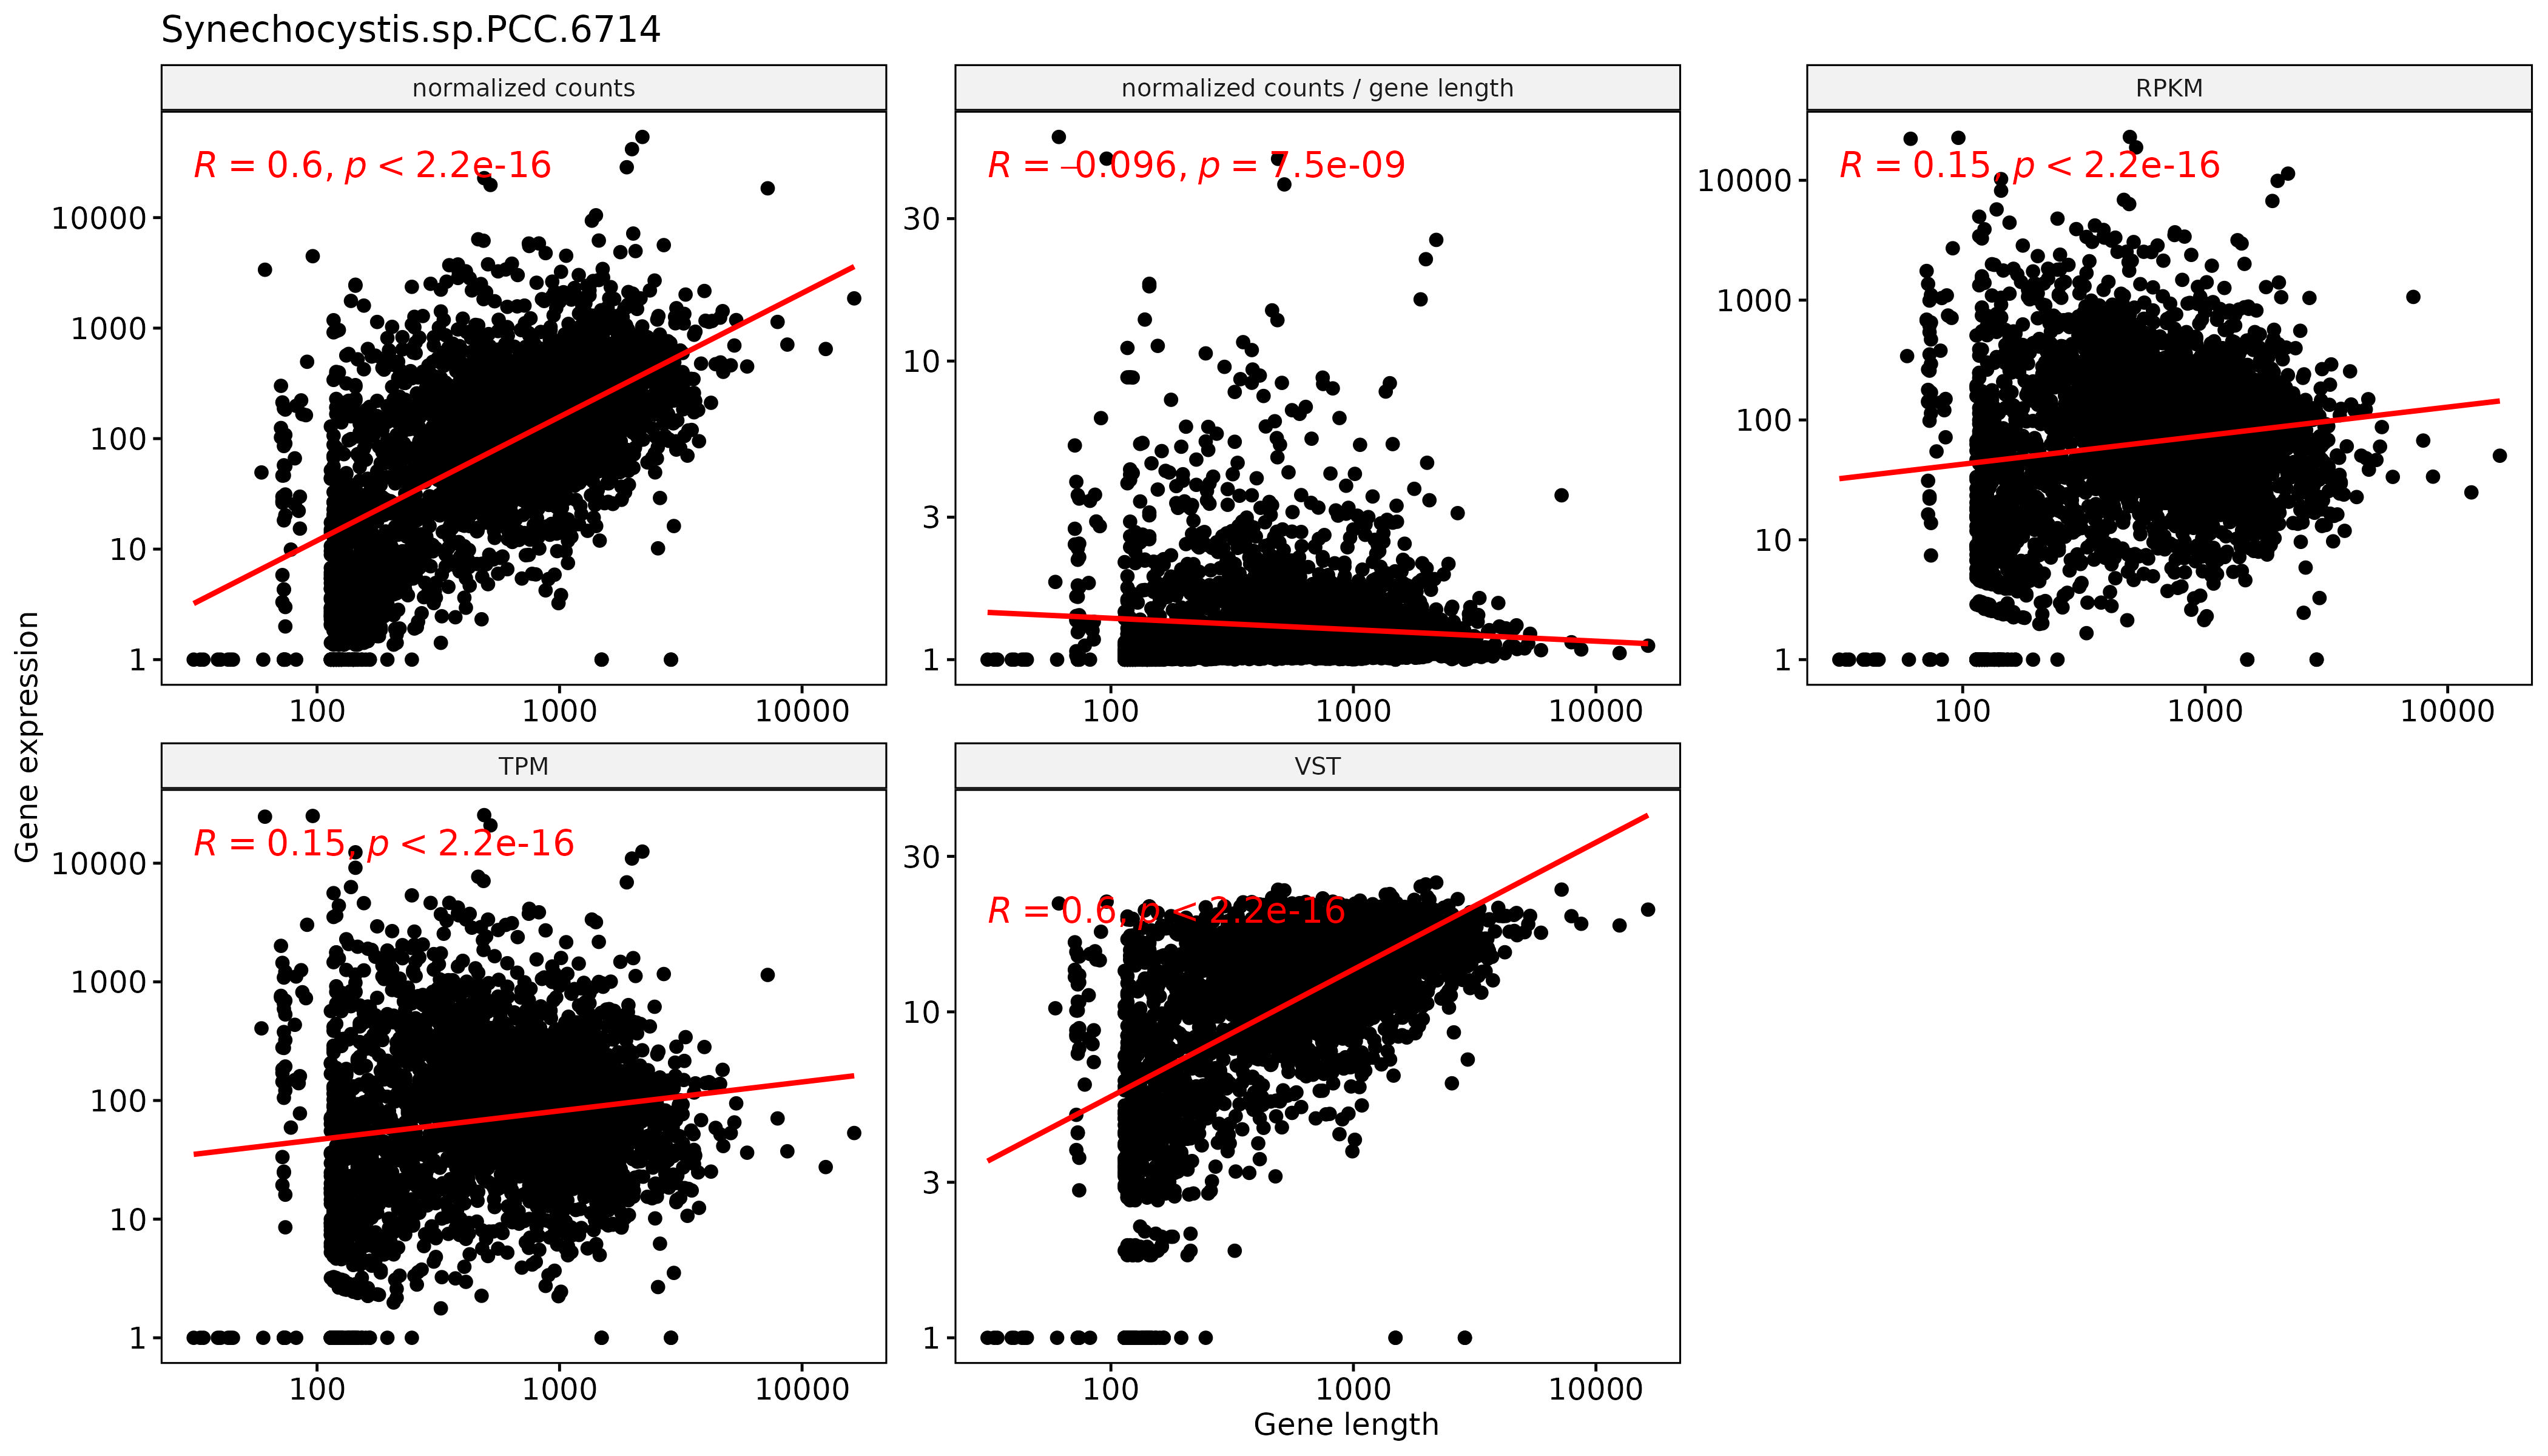 Synechocystis.sp.PCC.6714
normalized counts
normalized counts / gene length
RPKM
R = 0.6, p < 2.2e-16
R = –0.096, p = 7.5e-09
R = 0.15, p < 2.2e-16
10000
1000
100
10
1
30
10
3
1
10000
1000
100
10
1
100 1000 10000
100 1000 10000
100 1000 10000
Gene expression
TPM
VST
R = 0.15, p < 2.2e-16
R = 0.6, p < 2.2e-16
10000
1000
100
10
1
30
10
3
1
100 1000 10000
100 1000 10000
Gene length